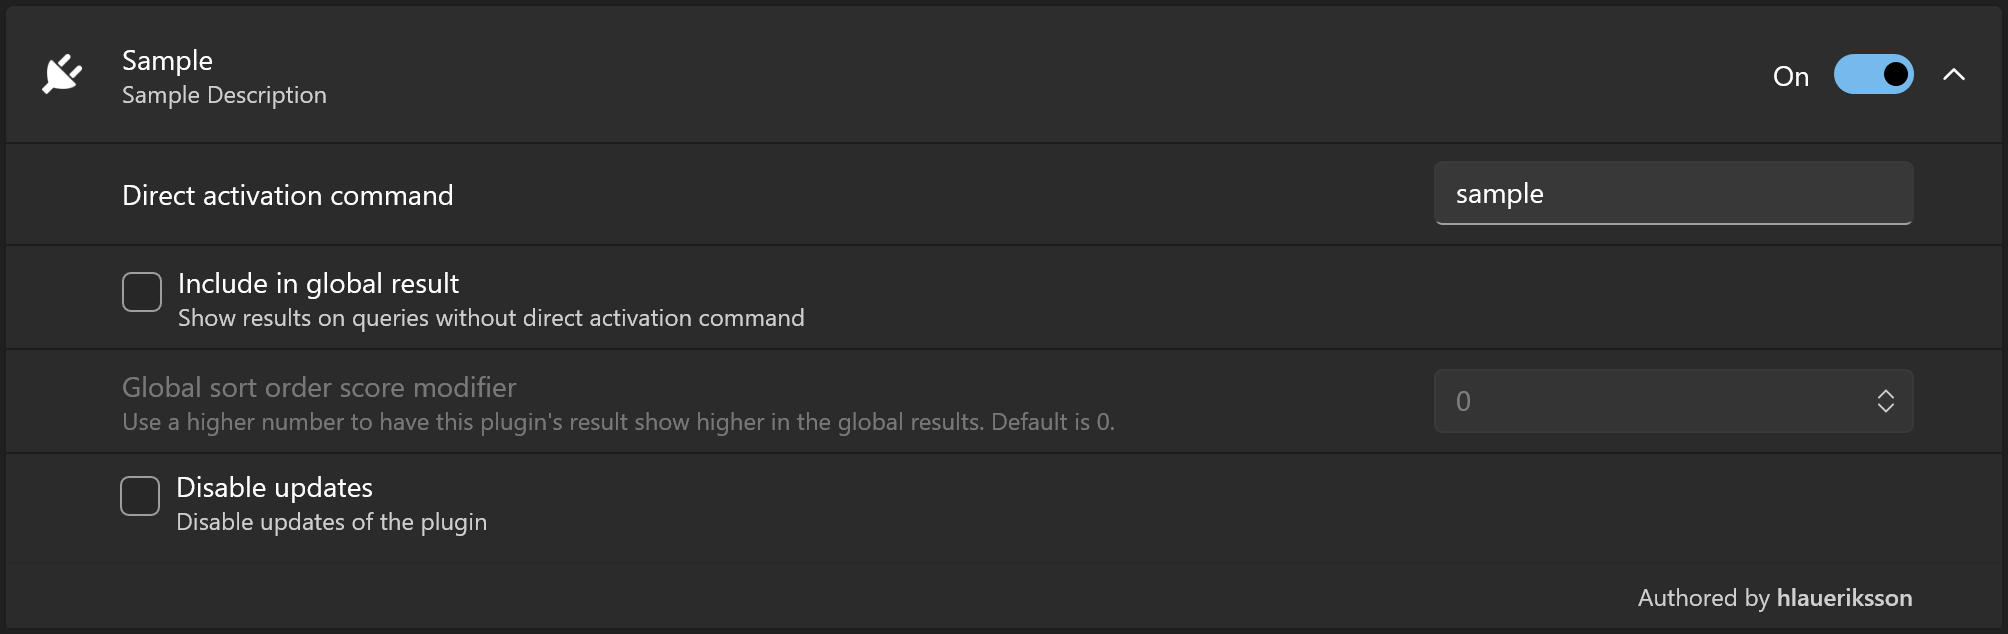 Sample
Sample Description
On
Direct activation command
sample
Include in global result
Show results on queries without direct activation command
Global sort order score modifier
Use a higher number to have this plugin's result show higher in the global results. Default is 0.
0
Disable updates
Disable updates of the plugin
Authored by hlaueriksson